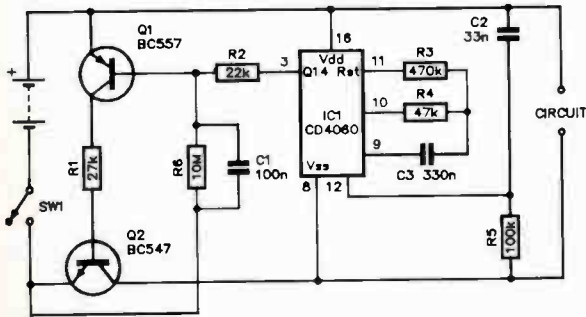 Q1
BC557
C2
33n
16
R2
22k
3
Vdd
Q14 Rst
11
R3
470k
IC1
CD4060
10
R4
47k
CIRCUIT
+
R1
27k
R6
10M
C1
100n
9
C3 330n
Vss
8
12
SW1
Q2
BC547
R5
100k